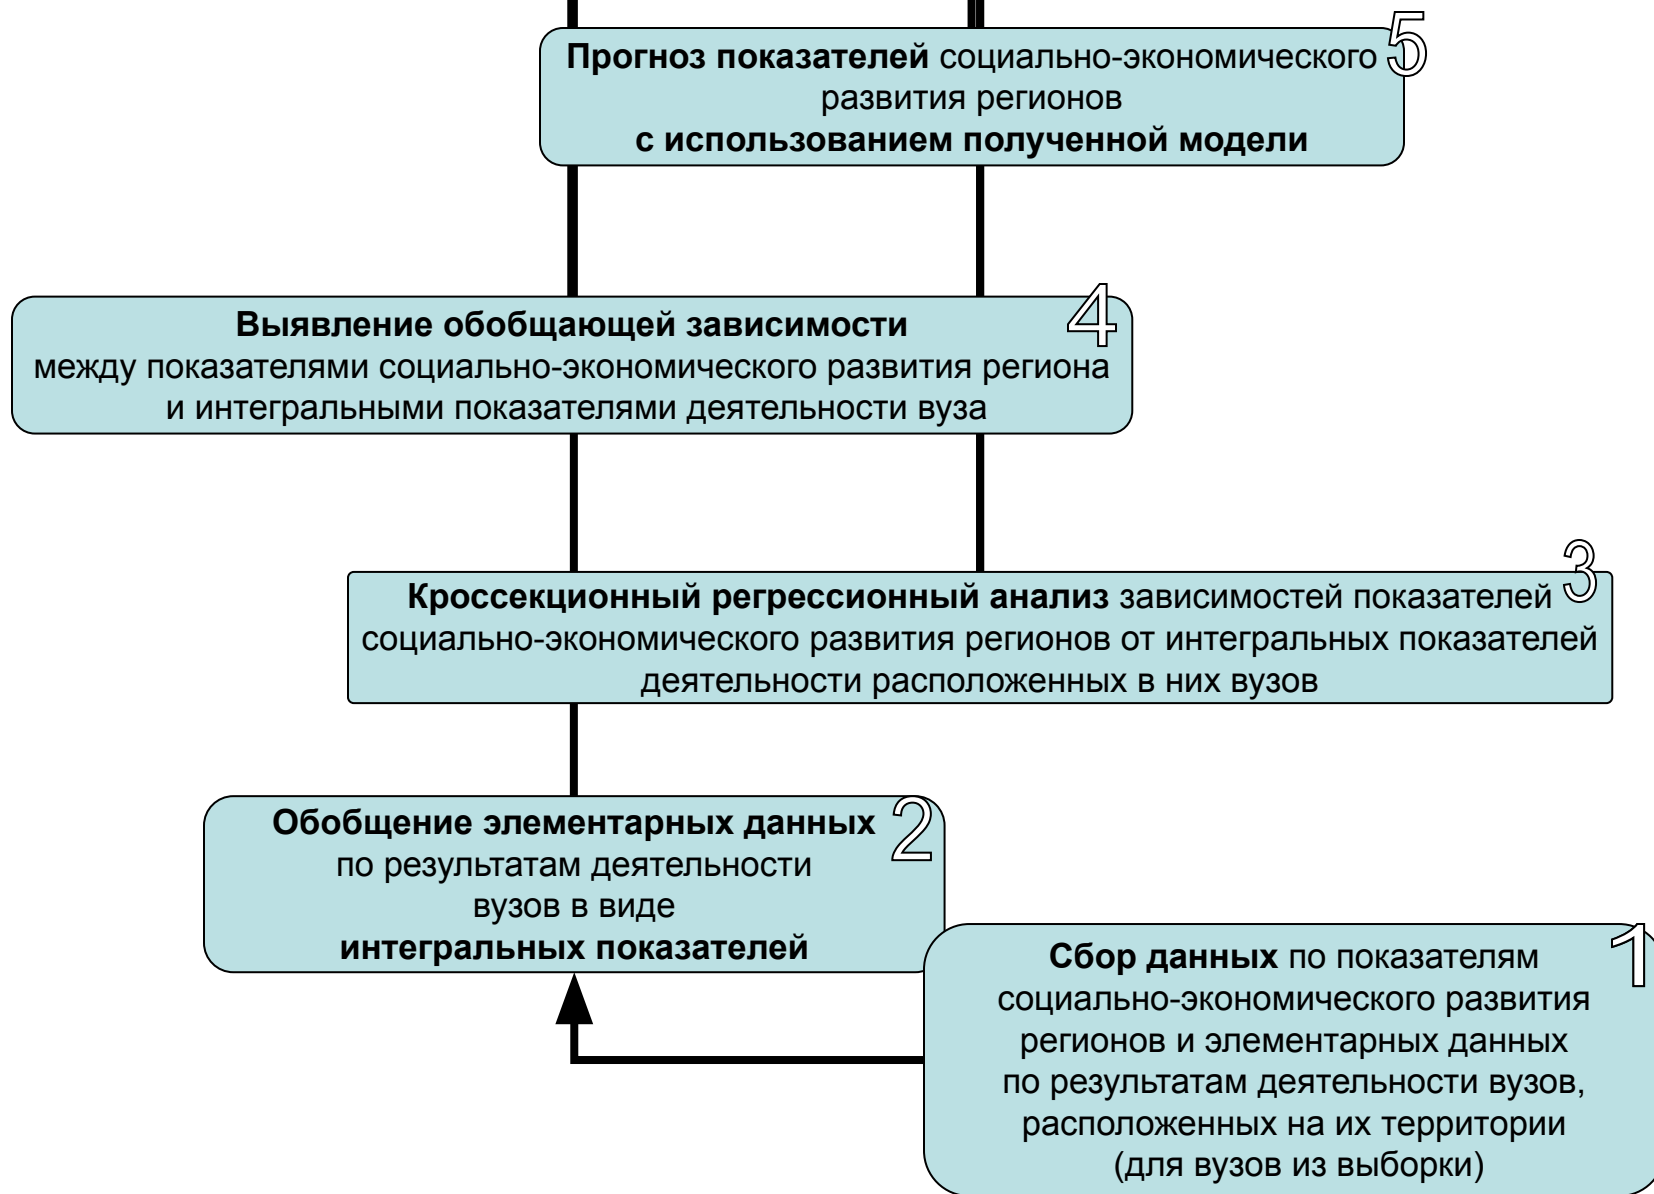 5
Прогноз показателей социально-экономического
развития регионов
с использованием полученной модели
4
Выявление обобщающей зависимости
между показателями социально-экономического развития региона
и интегральными показателями деятельности вуза
3
Кроссекционный регрессионный анализ зависимостей показателей
социально-экономического развития регионов от интегральных показателей
деятельности расположенных в них вузов
2
Обобщение элементарных данных
по результатам деятельности
вузов в виде
интегральных показателей
1
Сбор данных по показателям
социально-экономического развития
регионов и элементарных данных
по результатам деятельности вузов,
расположенных на их территории
(для вузов из выборки)